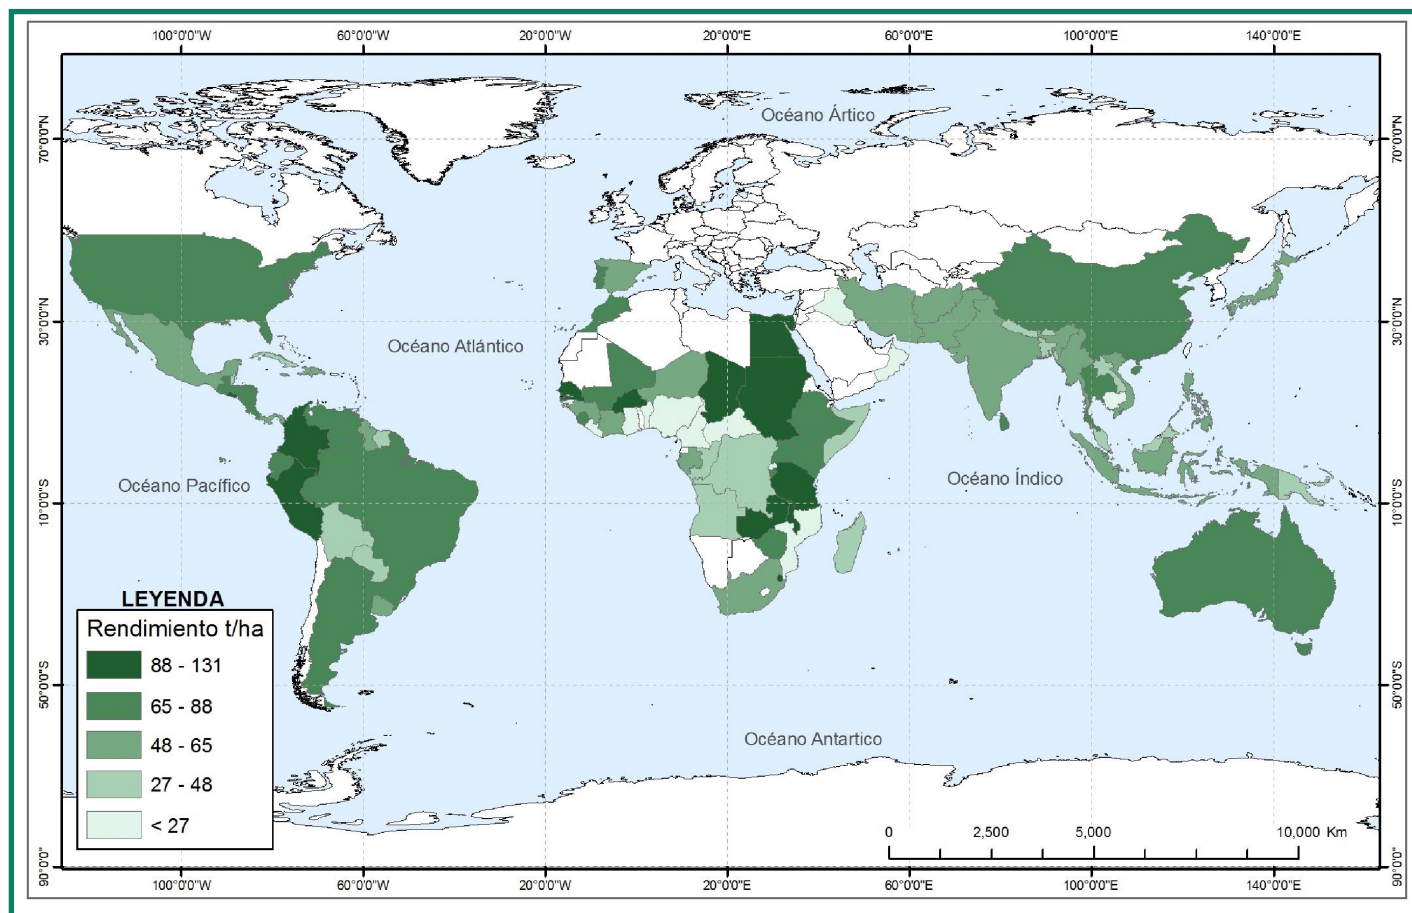 100°0'0"W 60°0'0"W 20°0'0"W 20°0'0"E 60°0'0"E 100°0'0"E 140°0'0"E
Océano Ártico
70°0'0"N 70°0'0"N
30°0'0"N 30°0'0"N
Océano Atlántico
Océano Pacífico
Océano Índico
10°0'0"S 10°0'0"S
LEYENDA
Rendimiento t/ha
88 - 131
65 - 88
48 - 65
27 - 48
< 27
50°0'0"S 50°0'0"S
Océano Antartico
0 2,500 5,000 10,000 Km
90°0'0" 90°0'0"
100°0'0"W 60°0'0"W 20°0'0"W 20°0'0"E 60°0'0"E 100°0'0"E 140°0'0"E